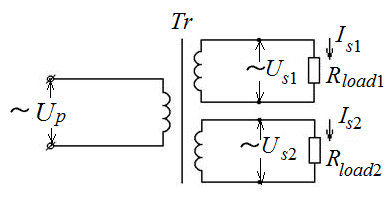 Tr
I_s1
~U_s1
R_load1
~U_p
I_s2
~U_s2
R_load2